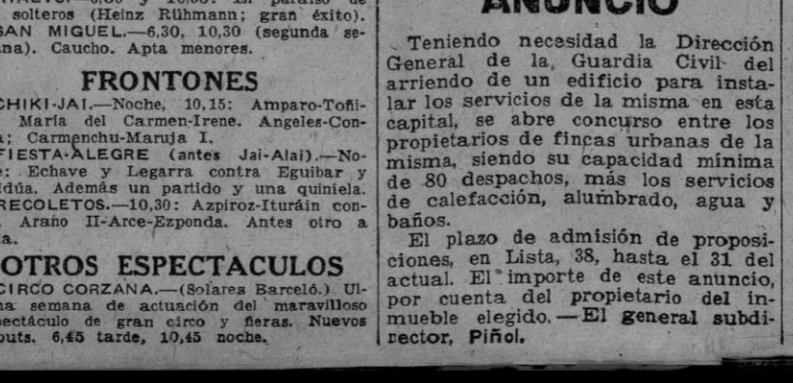 solteros (Heinz Rühmann; gran éxito).
SAN MIGUEL.—6,30, 10,30 (segunda se-
na). Caucho. Apta menores.
FRONTONES
CHIKI-JAI.—Noche, 10,15: Amparo-Toñi-
María del Carmen-Irene. Angeles-Con-
a; Carmenchu-Maruja I.
FIESTA-ALEGRE (antes Jai-Alai).—No-
e: Echave y Legarra contra Eguibar y
ldúa. Además un partido y una quiniela.
RECOLETOS.—10,30: Azpiroz-Ituráin con-
Araño II-Arce-Ezponda. Antes otro a
a.
OTROS ESPECTACULOS
CIRCO CORZANA.—(Solares Barceló.) Ul-
na semana de actuación del maravilloso
pectáculo de gran circo y fieras. Nuevos
outs. 6,45 tarde, 10,45 noche.
ANUNCIO
Teniendo necesidad la Dirección
General de la Guardia Civil del
arriendo de un edificio para insta-
lar los servicios de la misma en esta
capital, se abre concurso entre los
propietarios de fincas urbanas de la
misma, siendo su capacidad mínima
de 80 despachos, más los servicios
de calefacción, alumbrado, agua y
baños.
El plazo de admisión de proposi-
ciones, en Lista, 38, hasta el 31 del
actual. El importe de este anuncio,
por cuenta del propietario del in-
mueble elegido.—El general subdi-
rector, Piñol.